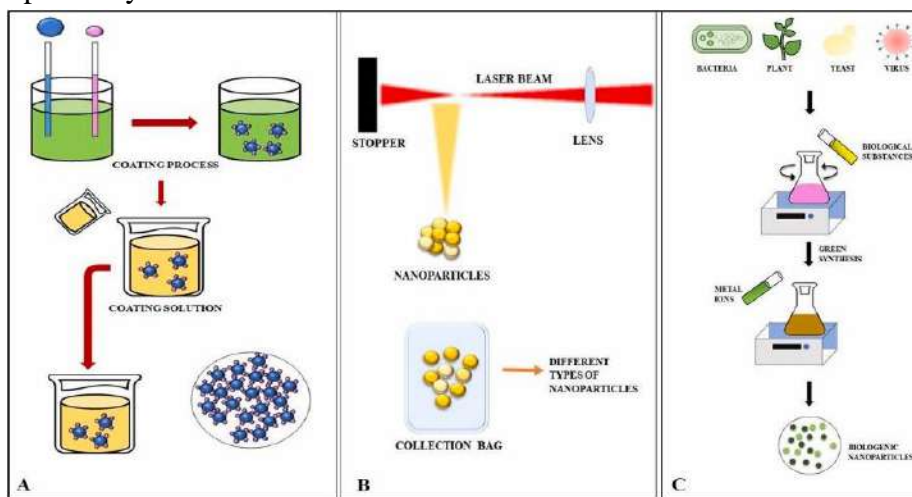 COATING PROCESS
COATING SOLUTION
A
LASER BEAM
STOPPER
LENS
NANOPARTICLES
DIFFERENT
TYPES OF
NANOPARTICLES
COLLECTION BAG
B
BACTERIA
PLANT
YEAST
VIRUS
BIOLOGICAL
SUBSTANCES
GREEN
SYNTHESIS
METAL
IONS
BIOLOGENIC
NANOPARTICLES
C